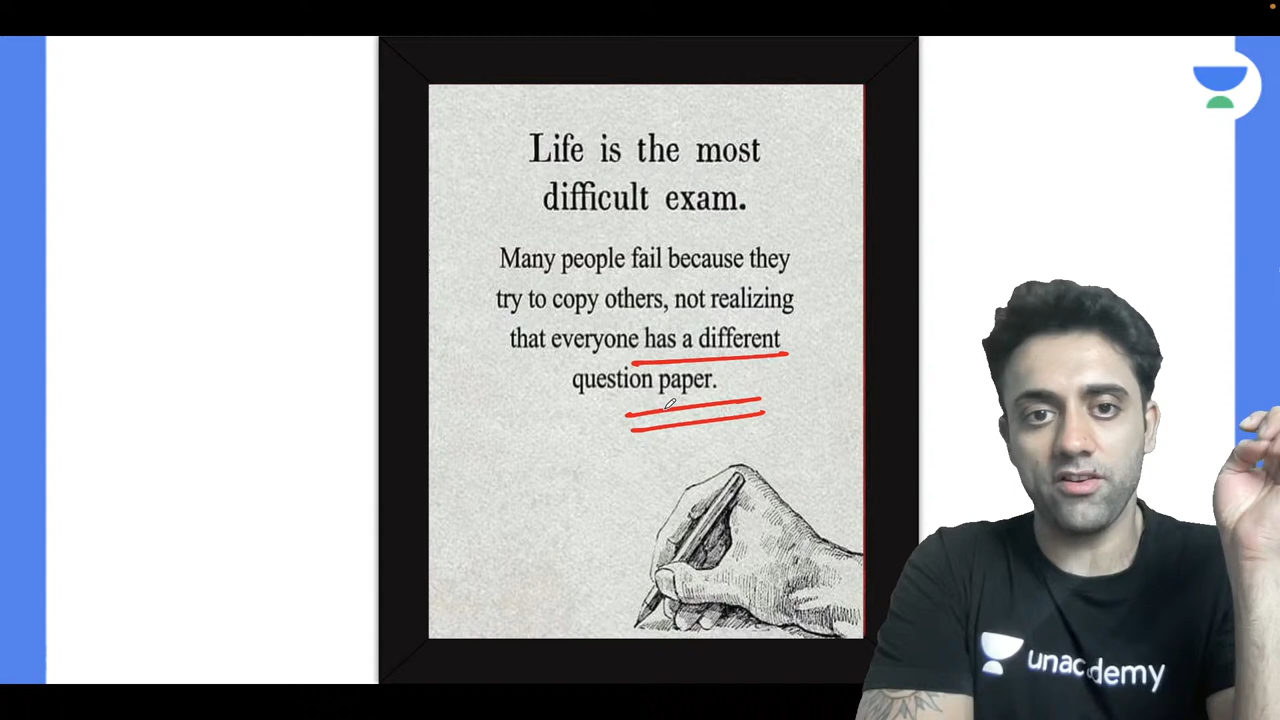 Life is the most
difficult exam.
Many people fail because they
try to copy others, not realizing
that everyone has a different
question paper.
unacademy